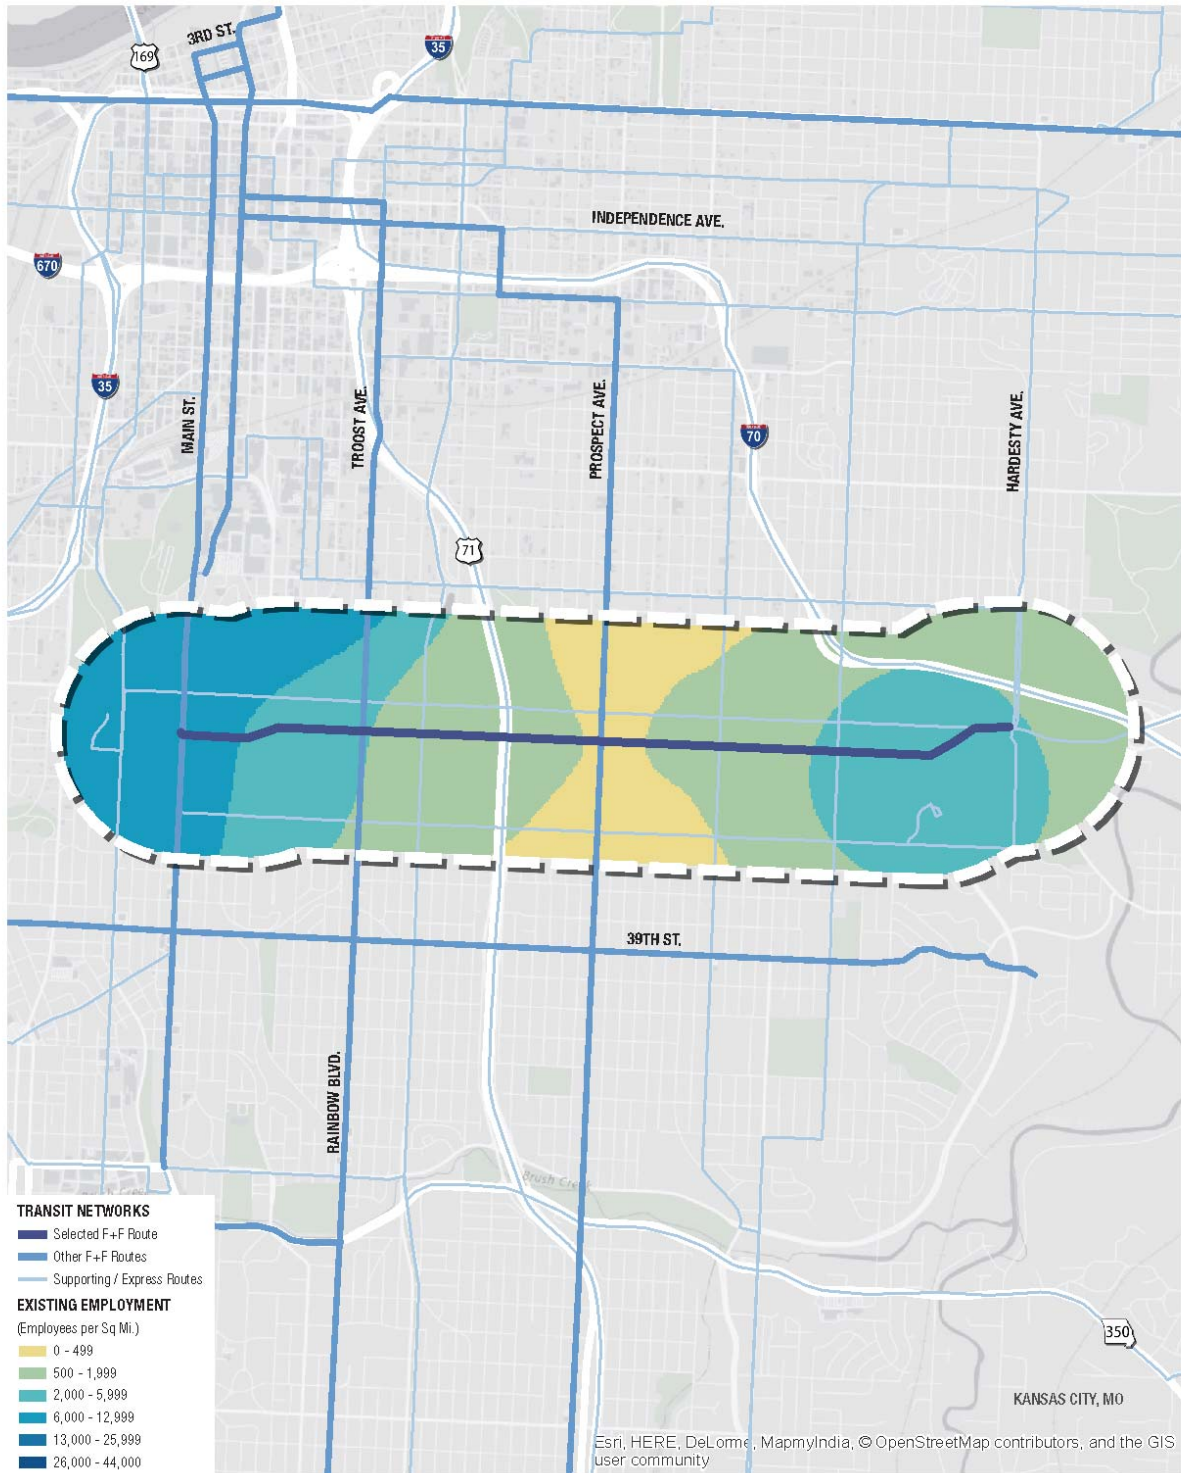 3RD ST.
169
35
INDEPENDENCE AVE.
670
35
MAIN ST.
TROOST AVE.
PROSPECT AVE.
HARDESTY AVE.
70
71
39TH ST.
RAINBOW BLVD.
Brush Creek
350
KANSAS CITY, MO
TRANSIT NETWORKS
Selected F+F Route
Other F+F Routes
Supporting / Express Routes
EXISTING EMPLOYMENT
(Employees per Sq Mi.)
0 - 499
500 - 1,999
2,000 - 5,999
6,000 - 12,999
13,000 - 25,999
26,000 - 44,000
Esri, HERE, DeLorme, MapmyIndia, © OpenStreetMap contributors, and the GIS
user community